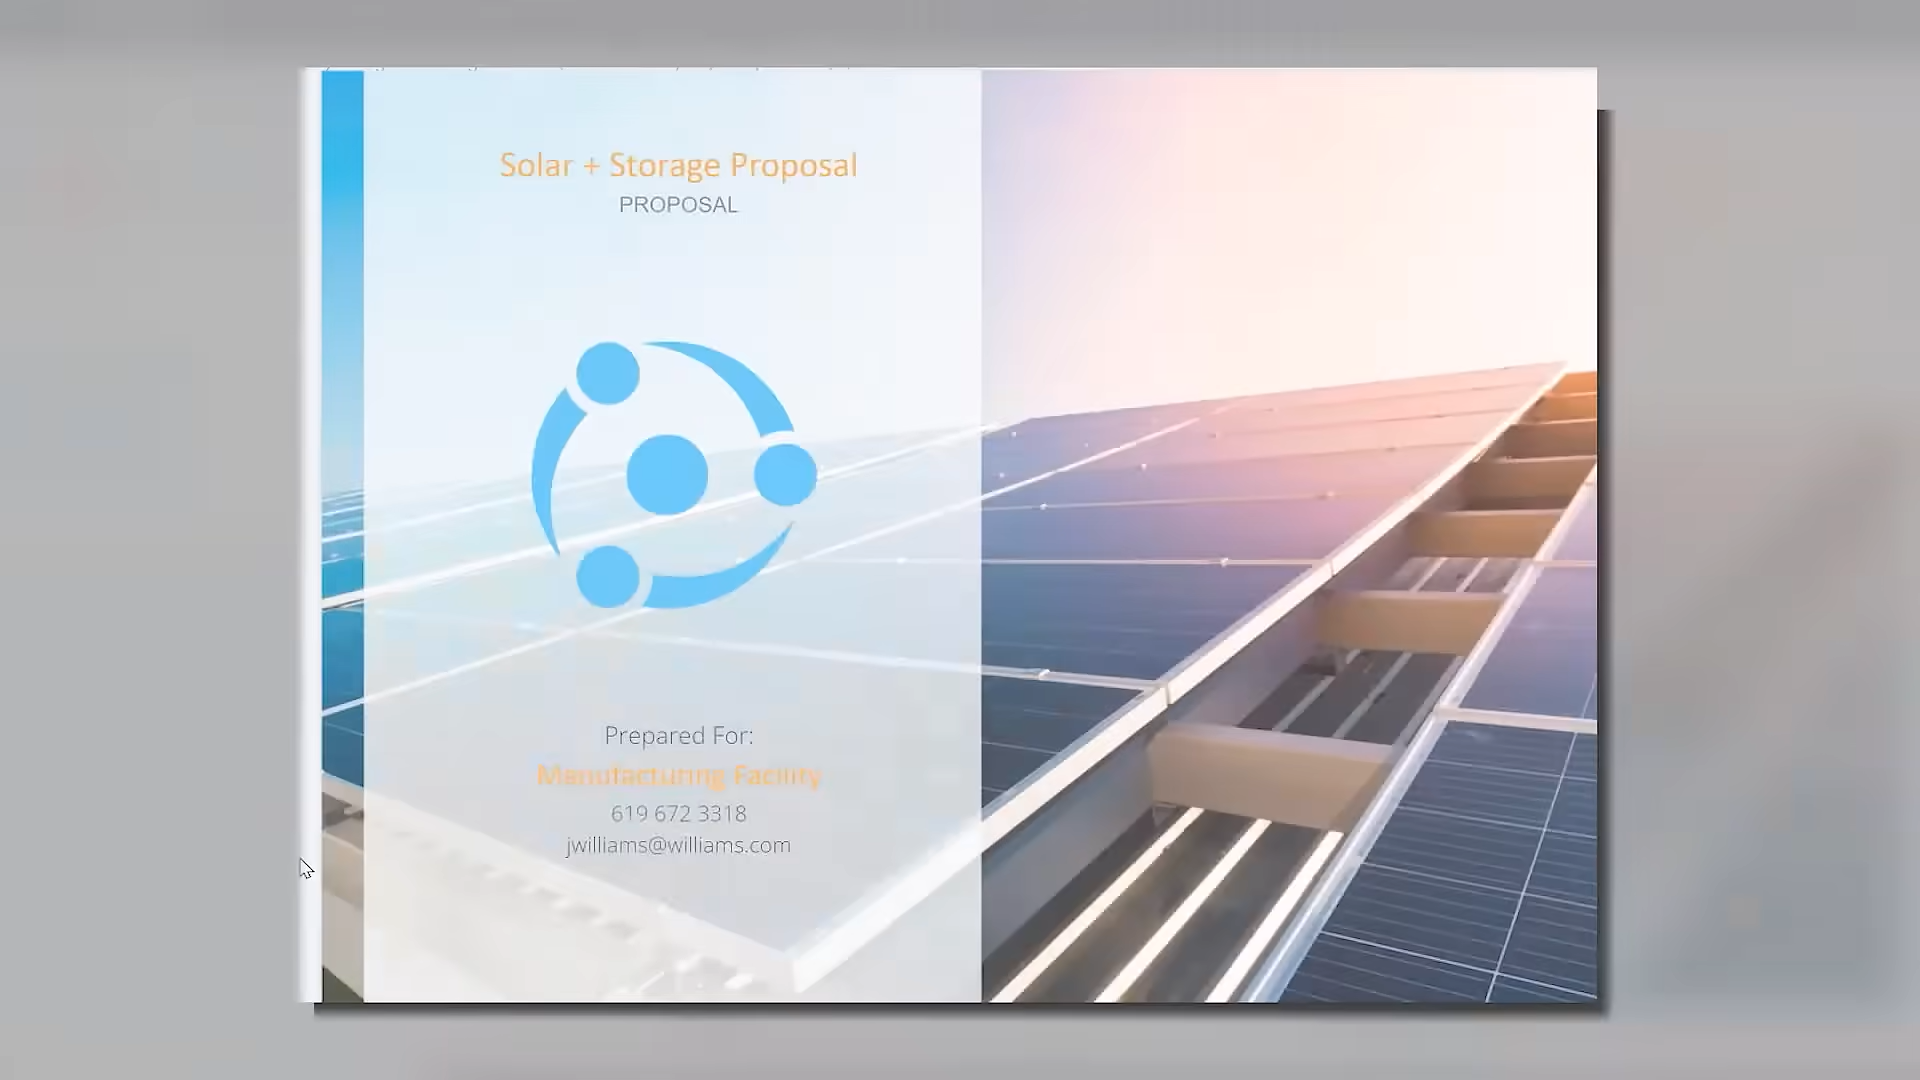 Solar + Storage Proposal
PROPOSAL
Prepared For:
Manufacturing Facility
619 672 3318
jwilliams@williams.com